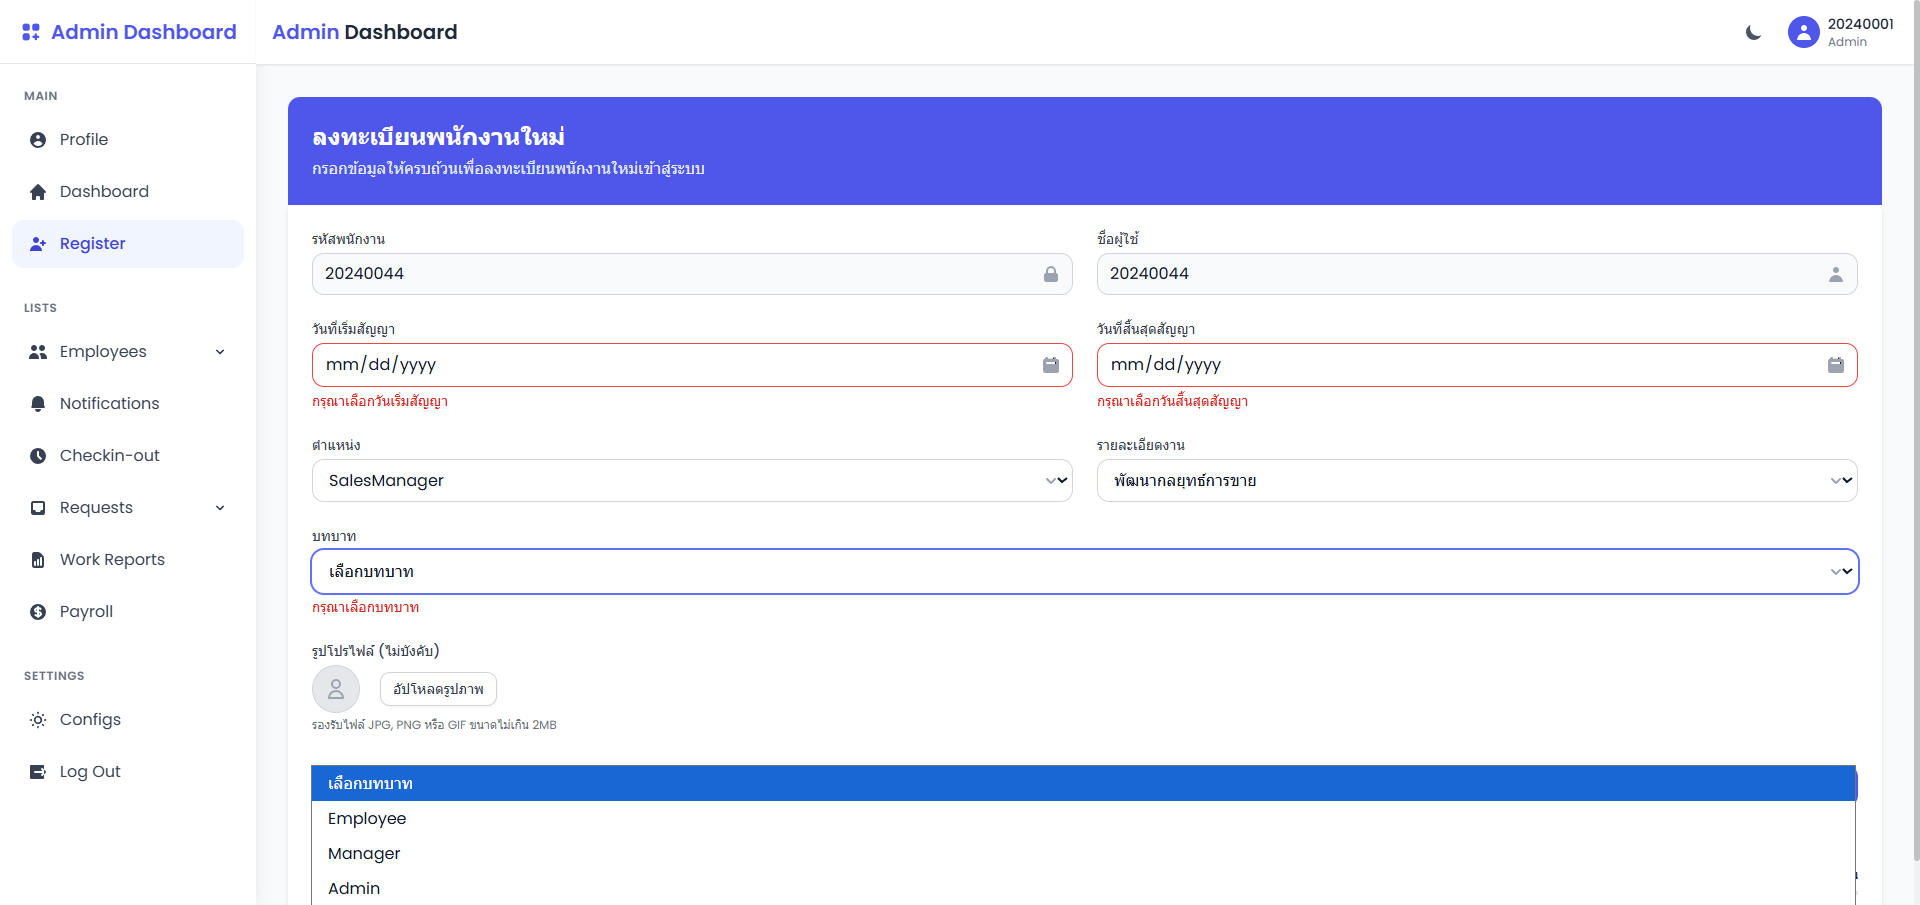 Admin Dashboard
Admin Dashboard
20240001
Admin
MAIN
Profile
Dashboard
Register
LISTS
Employees
Notifications
Checkin-out
Requests
Work Reports
Payroll
SETTINGS
Configs
Log Out
ลงทะเบียนพนักงานใหม่
กรอกข้อมูลให้ครบถ้วนเพื่อลงทะเบียนพนักงานใหม่เข้าสู่ระบบ
รหัสพนักงาน
20240044
ชื่อผู้ใช้
20240044
วันที่เริ่มสัญญา
mm/dd/yyyy
กรุณาเลือกวันเริ่มสัญญา
วันที่สิ้นสุดสัญญา
mm/dd/yyyy
กรุณาเลือกวันสิ้นสุดสัญญา
ตำแหน่ง
SalesManager
รายละเอียดงาน
พัฒนากลยุทธ์การขาย
บทบาท
เลือกบทบาท
กรุณาเลือกบทบาท
รูปโปรไฟล์ (ไม่บังคับ)
อัปโหลดรูปภาพ
รองรับไฟล์ JPG, PNG หรือ GIF ขนาดไม่เกิน 2MB
เลือกบทบาท
Employee
Manager
Admin